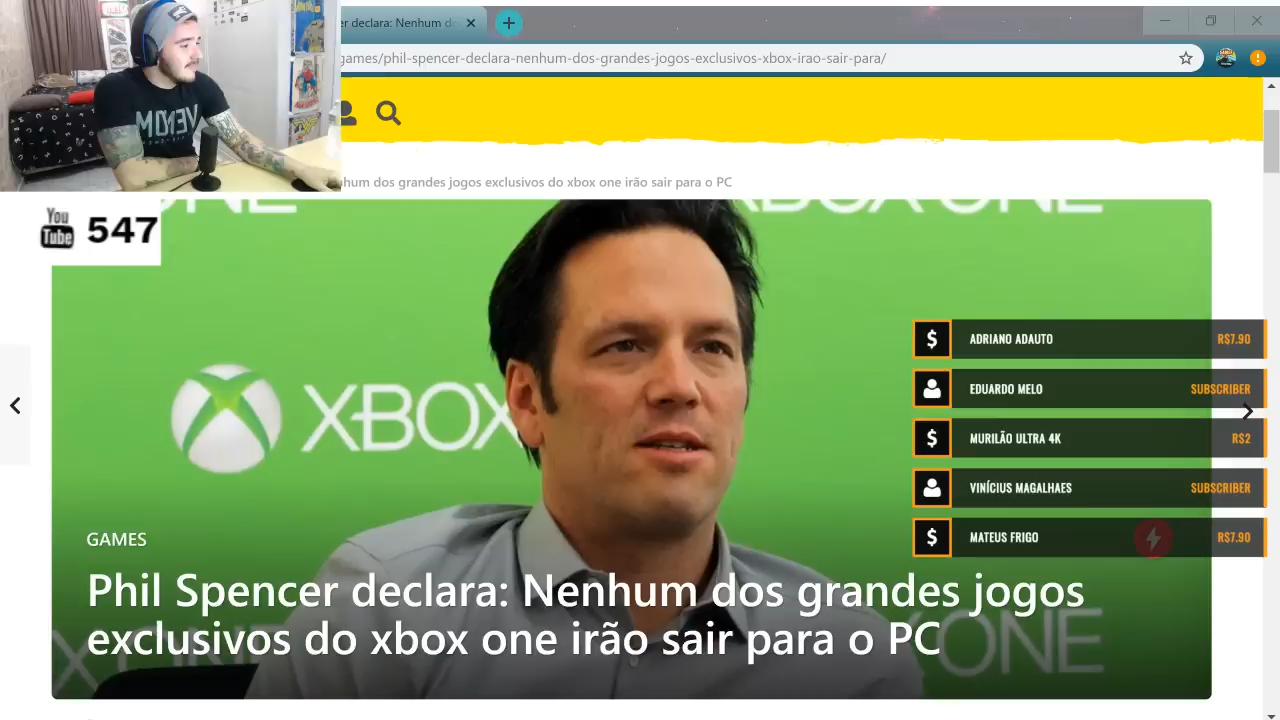 er declara: Nenhum do
games/phil-spencer-declara-nenhum-dos-grandes-jogos-exclusivos-xbox-irao-sair-para/
hum dos grandes jogos exclusivos do xbox one irão sair para o PC
You
Tube
547
ONE
XBOX ONE
XBOX
$ ADRIANO ADAUTO R$7.90
EDUARDO MELO SUBSCRIBER
$ MURILÃO ULTRA 4K R$2
VINÍCIUS MAGALHAES SUBSCRIBER
$ MATEUS FRIGO R$7.90
GAMES
Phil Spencer declara: Nenhum dos grandes jogos
exclusivos do xbox one irão sair para o PC
ONE